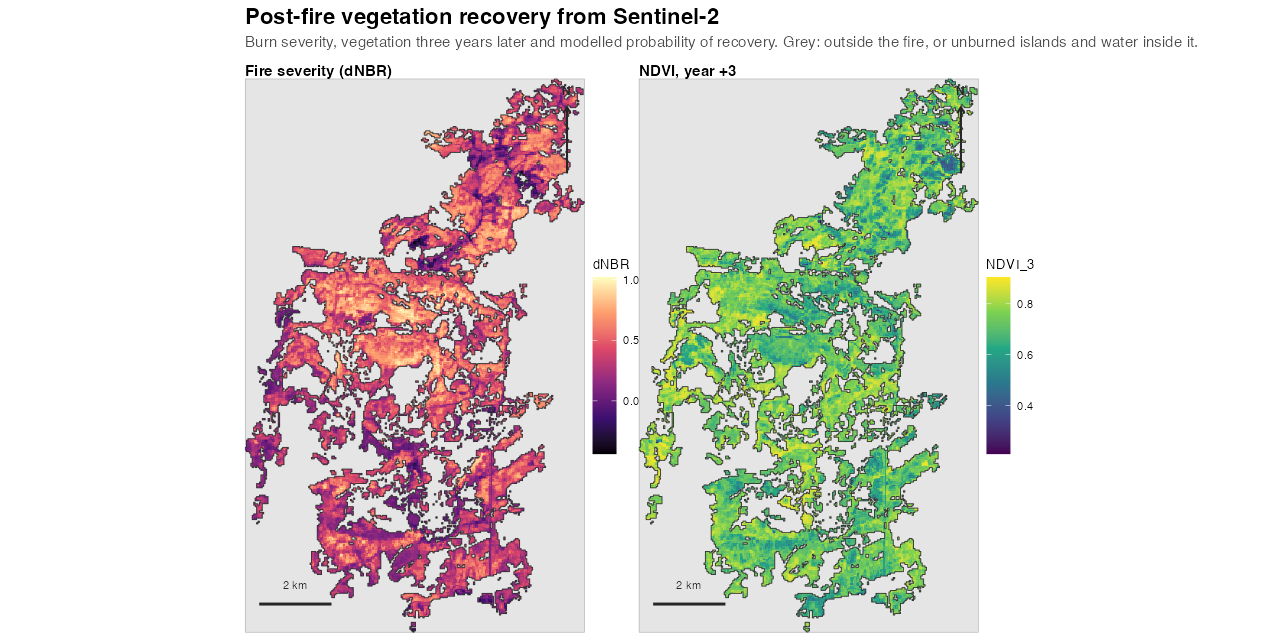 Post-fire vegetation recovery from Sentinel-2
Burn severity, vegetation three years later and modelled probability of recovery. Grey: outside the fire, or unburned islands and water inside it.
Fire severity (dNBR)
NDVI, year +3
N
N
dNBR
1.0
0.5
0.0
NDVI_3
0.8
0.6
0.4
2 km
2 km